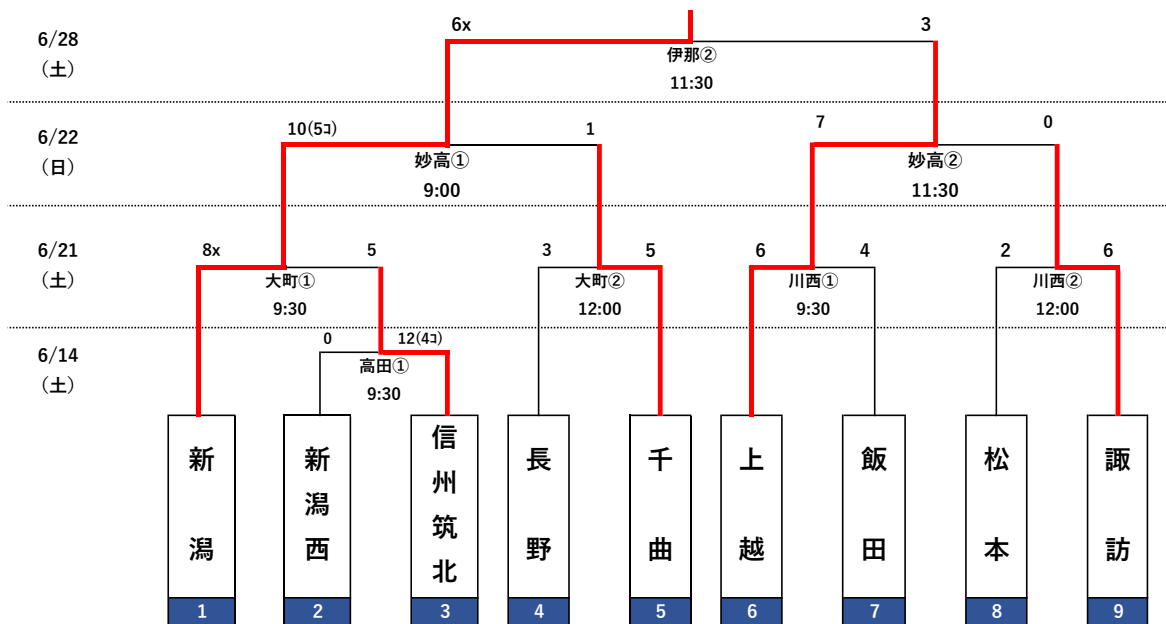 6x
3
6/28
(土)
伊那②
11:30
10(5ｺ)
1
7
0
6/22
(日)
妙高①
9:00
妙高②
11:30
8x
5
3
5
6
4
2
6
6/21
(土)
大町①
9:30
大町②
12:00
川西①
9:30
川西②
12:00
0
12(4ｺ)
6/14
(土)
高田①
9:30
新潟
新潟西
信州筑北
長野
千曲
上越
飯田
松本
諏訪
1
2
3
4
5
6
7
8
9